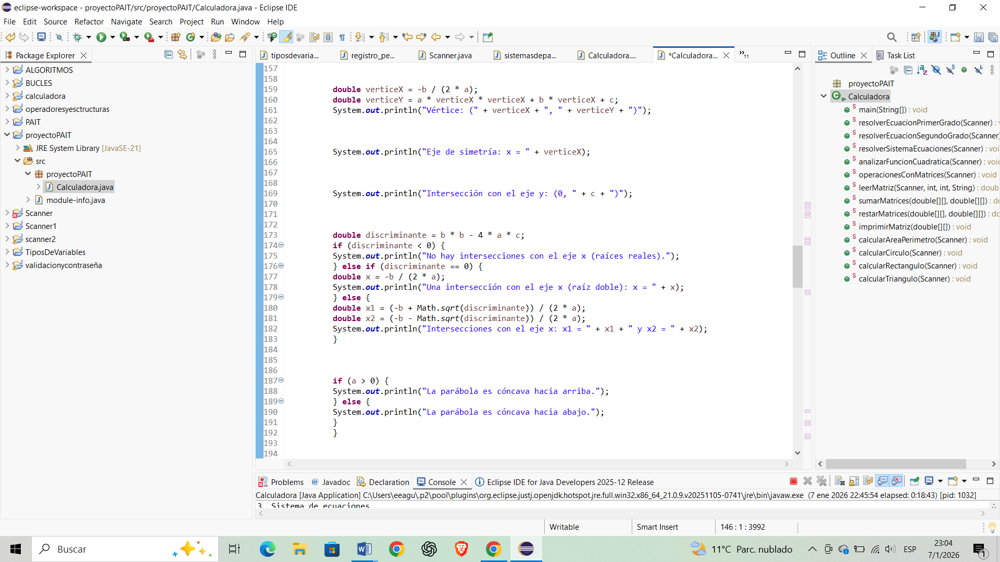 eclipse-workspace - proyectoPAIT/src/proyectoPAIT/Calculadora.java - Eclipse IDE
File Edit Source Refactor Navigate Search Project Run Window Help
Package Explorer
ALGORITMOS
BUCLES
calculadora
operadoresyesctructuras
PAIT
proyectoPAIT
JRE System Library [JavaSE-21]
src
proyectoPAIT
Calculadora.java
module-info.java
Scanner
Scanner1
scanner2
TiposDeVariables
validacionycontraseña
tiposdevaria... registro_pe... Scanner.java sistemasdepa... Calculadora.... *Calculadora... »11
157
158
159 double verticeX = -b / (2 * a);
160 double verticeY = a * verticeX * verticeX + b * verticeX + c;
161 System.out.println("Vértice: (" + verticeX + ", " + verticeY + ")");
162
163
164
165 System.out.println("Eje de simetría: x = " + verticeX);
166
167
168
169 System.out.println("Intersección con el eje y: (0, " + c + ")");
170
171
172
173 double discriminante = b * b - 4 * a * c;
174 if (discriminante < 0) {
175 System.out.println("No hay intersecciones con el eje x (raíces reales).");
176 } else if (discriminante == 0) {
177 double x = -b / (2 * a);
178 System.out.println("Una intersección con el eje x (raíz doble): x = " + x);
179 } else {
180 double x1 = (-b + Math.sqrt(discriminante)) / (2 * a);
181 double x2 = (-b - Math.sqrt(discriminante)) / (2 * a);
182 System.out.println("Intersecciones con el eje x: x1 = " + x1 + " y x2 = " + x2);
183 }
184
185
186
187 if (a > 0) {
188 System.out.println("La parábola es cóncava hacia arriba.");
189 } else {
190 System.out.println("La parábola es cóncava hacia abajo.");
191 }
192 }
193
194
Outline Task List
proyectoPAIT
Calculadora
main(String[]) : void
resolverEcuacionPrimerGrado(Scanner) : v
resolverEcuacionSegundoGrado(Scanner)
resolverSistemaEcuaciones(Scanner) : voi
analizarFuncionCuadratica(Scanner) : voic
operacionesConMatrices(Scanner) : void
leerMatriz(Scanner, int, int, String) : doub
sumarMatrices(double[][], double[][]) : dc
restarMatrices(double[][], double[][]) : dc
imprimirMatriz(double[][]) : void
calcularAreaPerimetro(Scanner) : void
calcularCirculo(Scanner) : void
calcularRectangulo(Scanner) : void
calcularTriangulo(Scanner) : void
Problems Javadoc Declaration Console Eclipse IDE for Java Developers 2025-12 Release
Calculadora [Java Application] C:\Users\eeagu\.p2\pool\plugins\org.eclipse.justj.openjdk.hotspot.jre.full.win32.x86_64_21.0.9.v20251105-0741\jre\bin\javaw.exe (7 ene 2026 22:45:54 elapsed: 0:18:43) [pid: 1032]
3. Sistema de ecuaciones
Writable Smart Insert 146 : 1 : 3992
Buscar
11°C Parc. nublado
ESP
23:04
7/1/2026
1